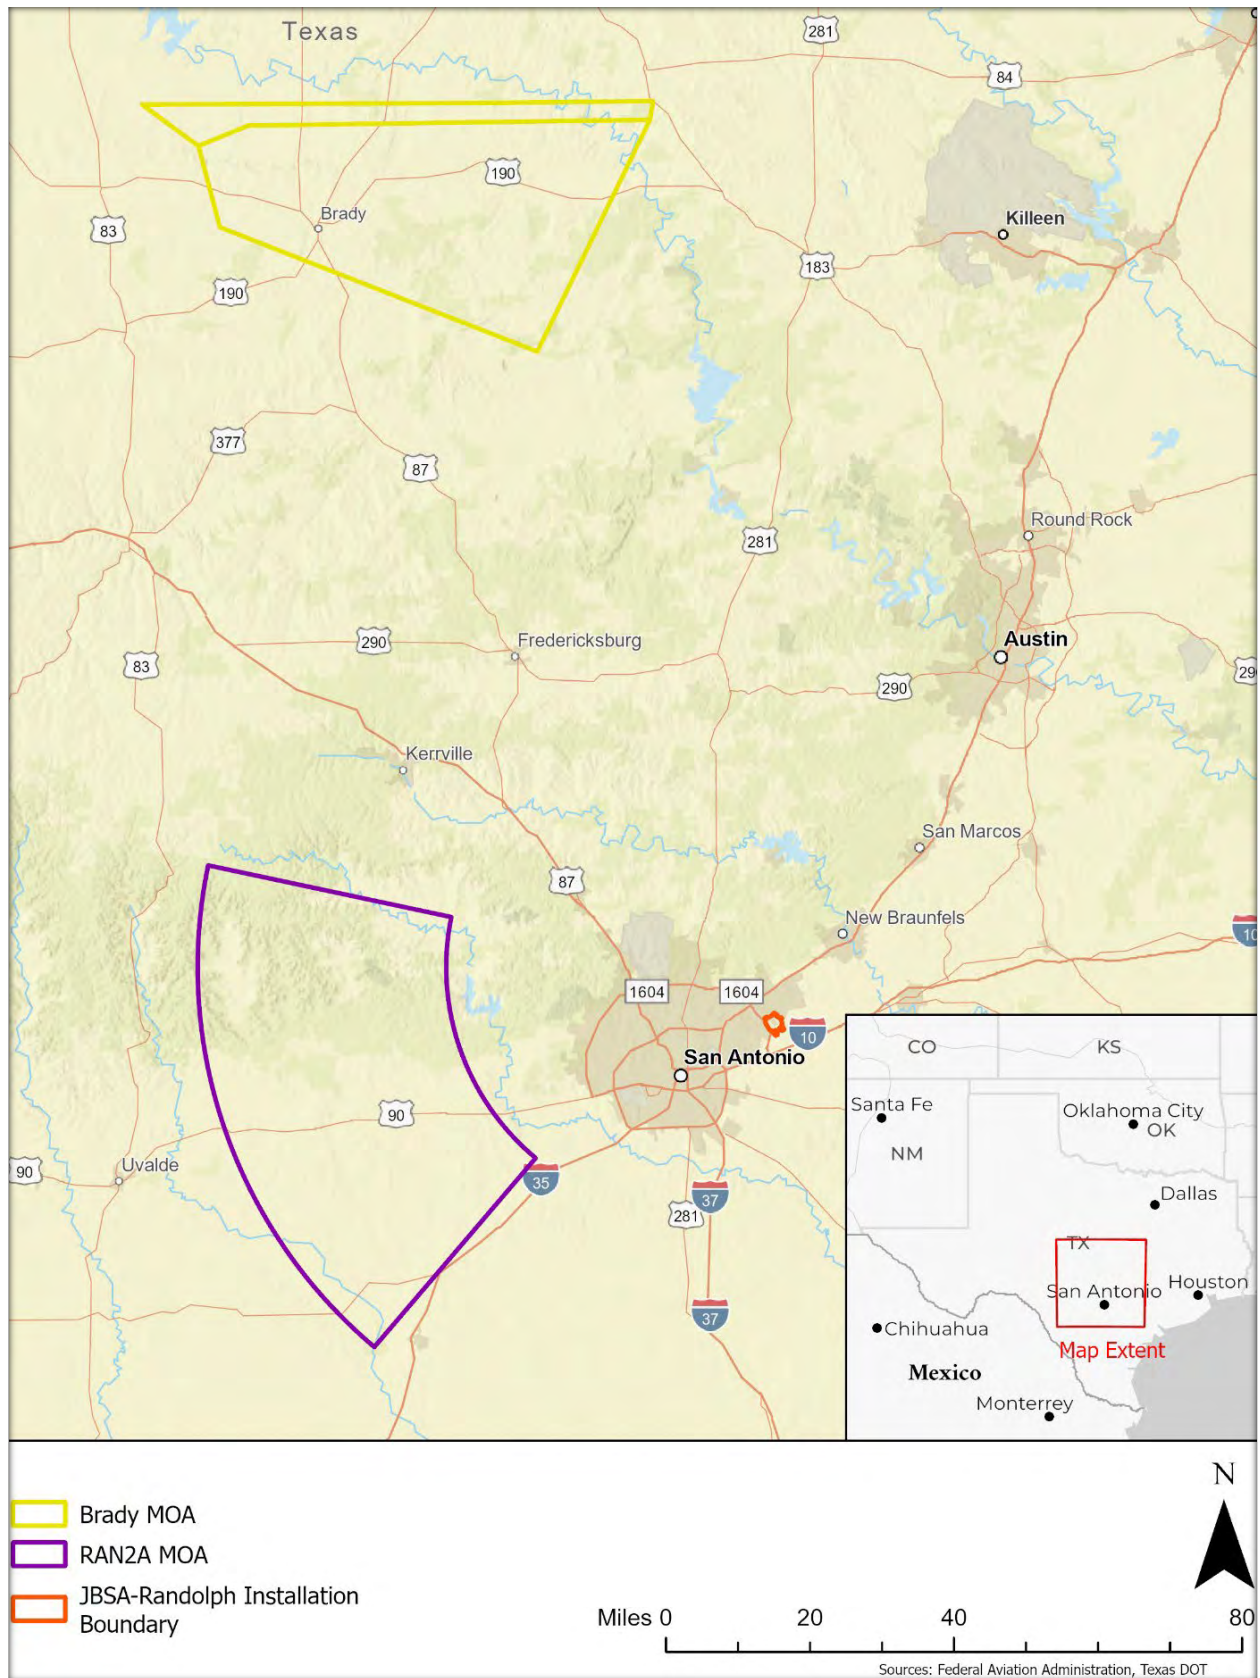 Texas
281
84
190
Brady
83
Killeen
183
190
377
87
Round Rock
281
290
Fredericksburg
Austin
83
290
290
Kerrville
San Marcos
87
New Braunfels
10
1604
1604
10
San Antonio
90
Uvalde
90
35
37
281
37
CO
KS
Santa Fe
Oklahoma City
OK
NM
Dallas
TX
San Antonio
Houston
Chihuahua
Map Extent
Mexico
Monterrey
N
Brady MOA
RAN2A MOA
JBSA-Randolph Installation
Boundary
Miles 0 20 40 80
Sources: Federal Aviation Administration, Texas DOT